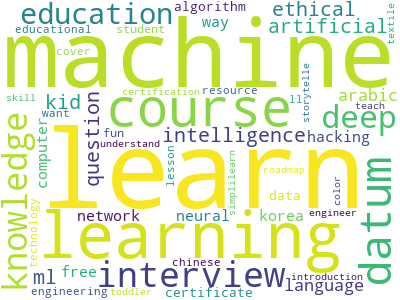 education algorithm ethical
educational student way artificial
machine
cover textile
skill certification resource arabic
want course storytelle teach
kid ll deep
knowledge computer question intelligence hacking
fun understand
learn
lesson simplilearn roadmap datum
technology learning network neural korea data color engineer
ml free interview language
chinese introduction
engineering toddler certificate